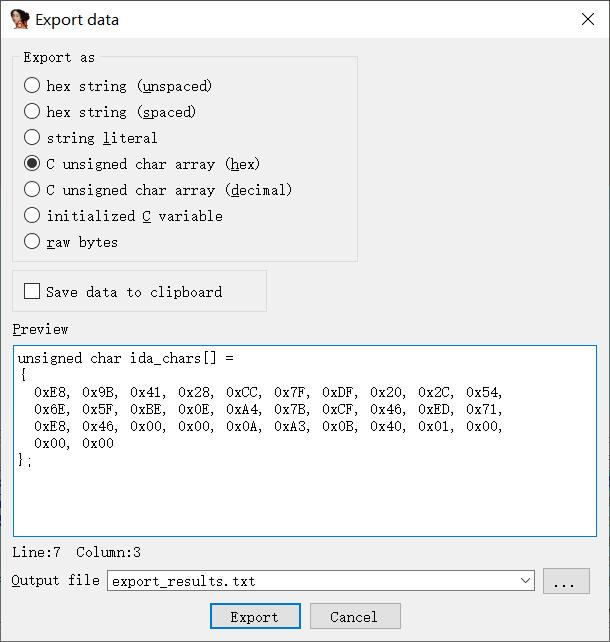 Export data
Export as
hex string (unspaced)
hex string (spaced)
string literal
C unsigned char array (hex)
C unsigned char array (decimal)
initialized C variable
raw bytes
Save data to clipboard
Preview
unsigned char ida_chars[] =
{
  0xE8, 0x9B, 0x41, 0x28, 0xCC, 0x7F, 0xDF, 0x20, 0x2C, 0x54,
  0x6E, 0x5F, 0xBE, 0x0E, 0xA4, 0x7B, 0xCF, 0x46, 0xED, 0x71,
  0xE8, 0x46, 0x00, 0x00, 0x0A, 0xA3, 0x0B, 0x40, 0x01, 0x00,
  0x00, 0x00
};
Line:7  Column:3
Output file export_results.txt ...
Export Cancel